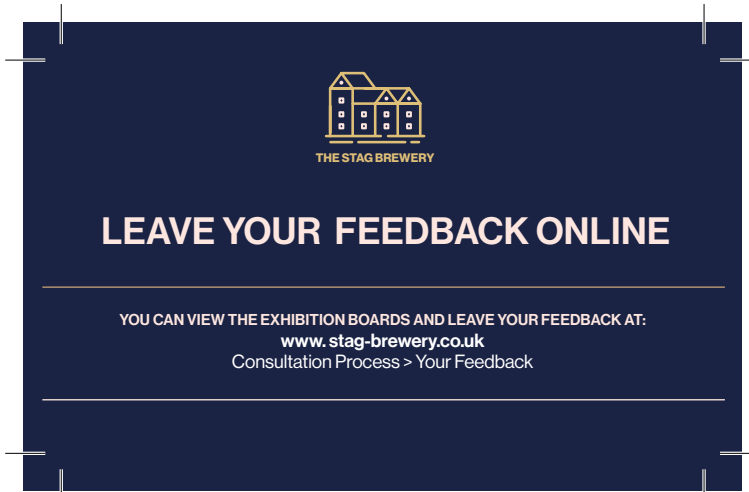 THE STAG BREWERY
LEAVE YOUR FEEDBACK ONLINE
YOU CAN VIEW THE EXHIBITION BOARDS AND LEAVE YOUR FEEDBACK AT:
www. stag-brewery.co.uk
Consultation Process > Your Feedback